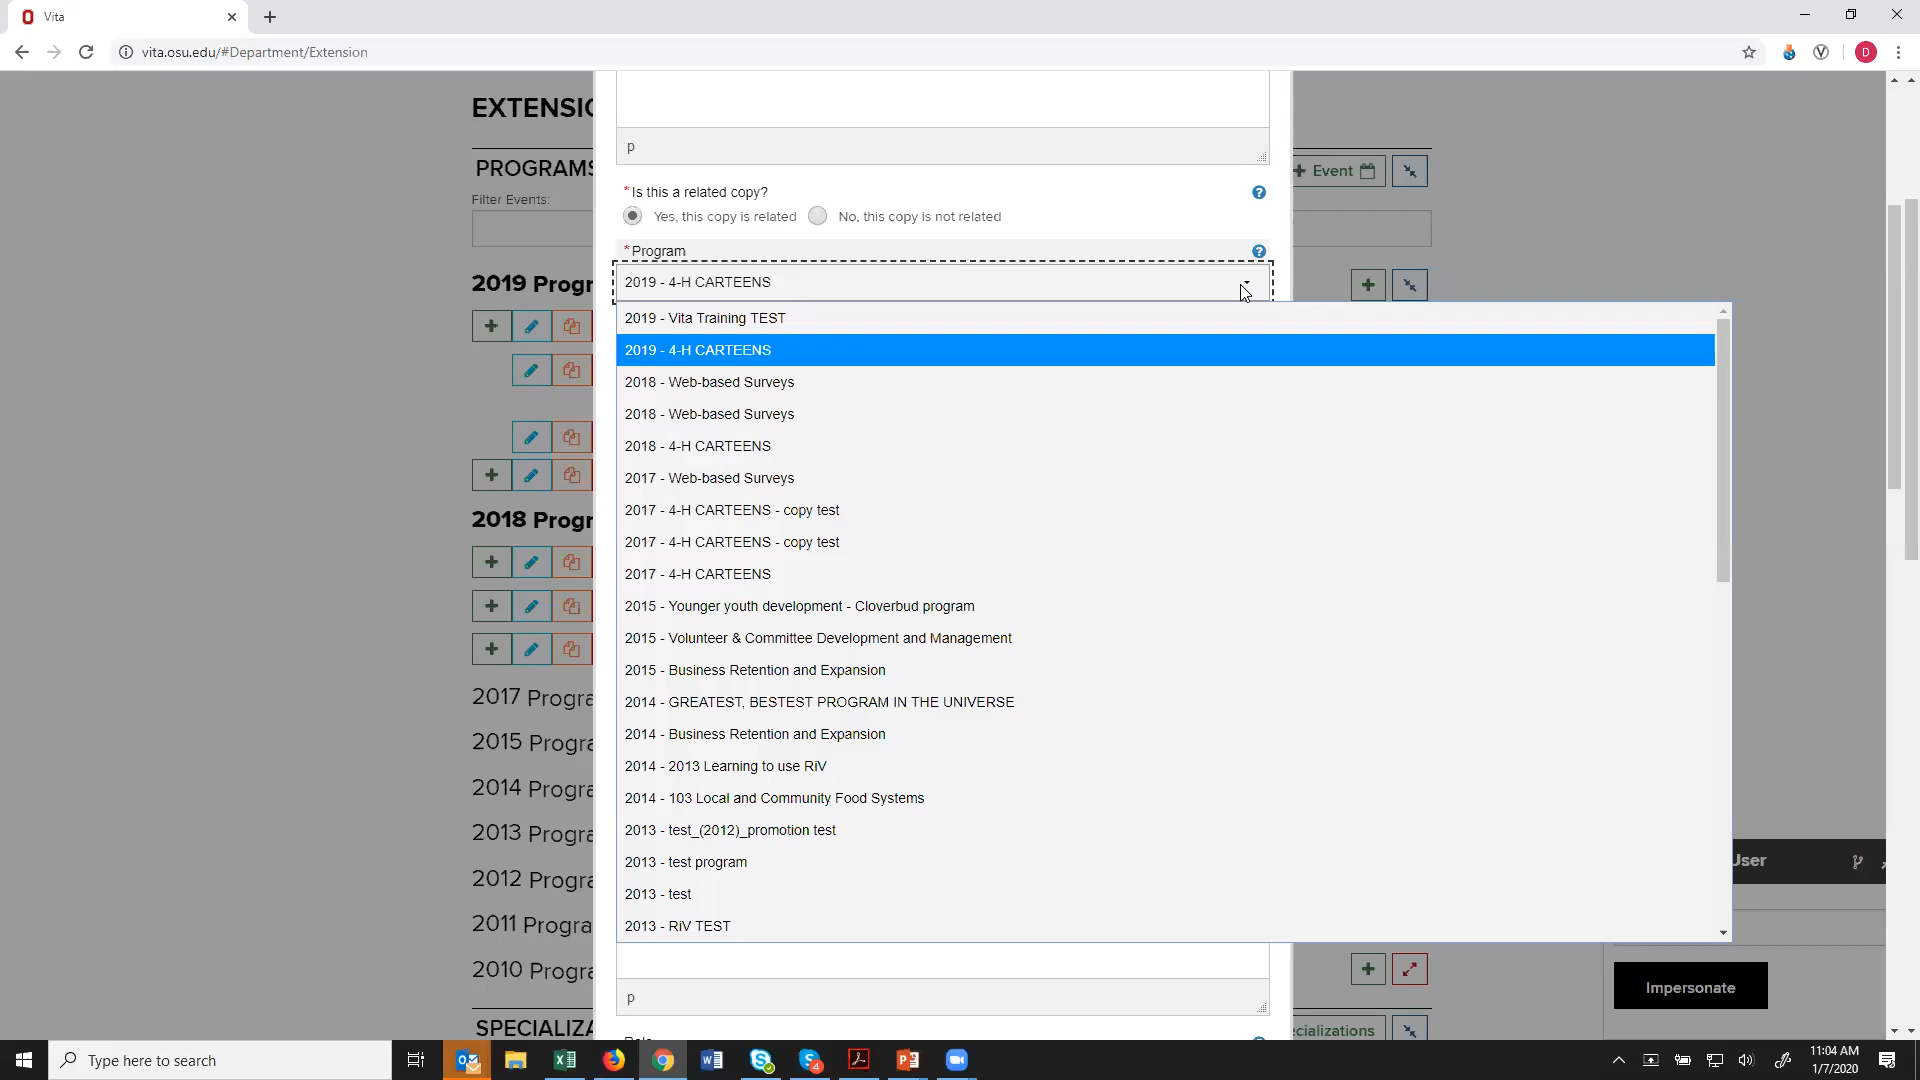 Vita
vita.osu.edu/#Department/Extension
D
EXTENSIO
p
PROGRAMS
Event
*Is this a related copy?
Filter Events:
Yes, this copy is related
No, this copy is not related
*Program
2019 Progr
2019 - 4-H CARTEENS
2019 - Vita Training TEST
2019 - 4-H CARTEENS
2018 - Web-based Surveys
2018 - Web-based Surveys
2018 - 4-H CARTEENS
2017 - Web-based Surveys
2017 - 4-H CARTEENS - copy test
2018 Progr
2017 - 4-H CARTEENS - copy test
2017 - 4-H CARTEENS
2015 - Younger youth development - Cloverbud program
2015 - Volunteer & Committee Development and Management
2015 - Business Retention and Expansion
2017 Progra
2014 - GREATEST, BESTEST PROGRAM IN THE UNIVERSE
2015 Progra
2014 - Business Retention and Expansion
2014 - 2013 Learning to use RiV
2014 Progra
2014 - 103 Local and Community Food Systems
2013 Progra
2013 - test_(2012)_promotion test
2013 - test program
User
2012 Progra
2013 - test
2011 Progra
2013 - RiV TEST
2010 Progra
Impersonate
p
SPECIALIZA
ecializations
Type here to search
4
11:04 AM
1/7/2020